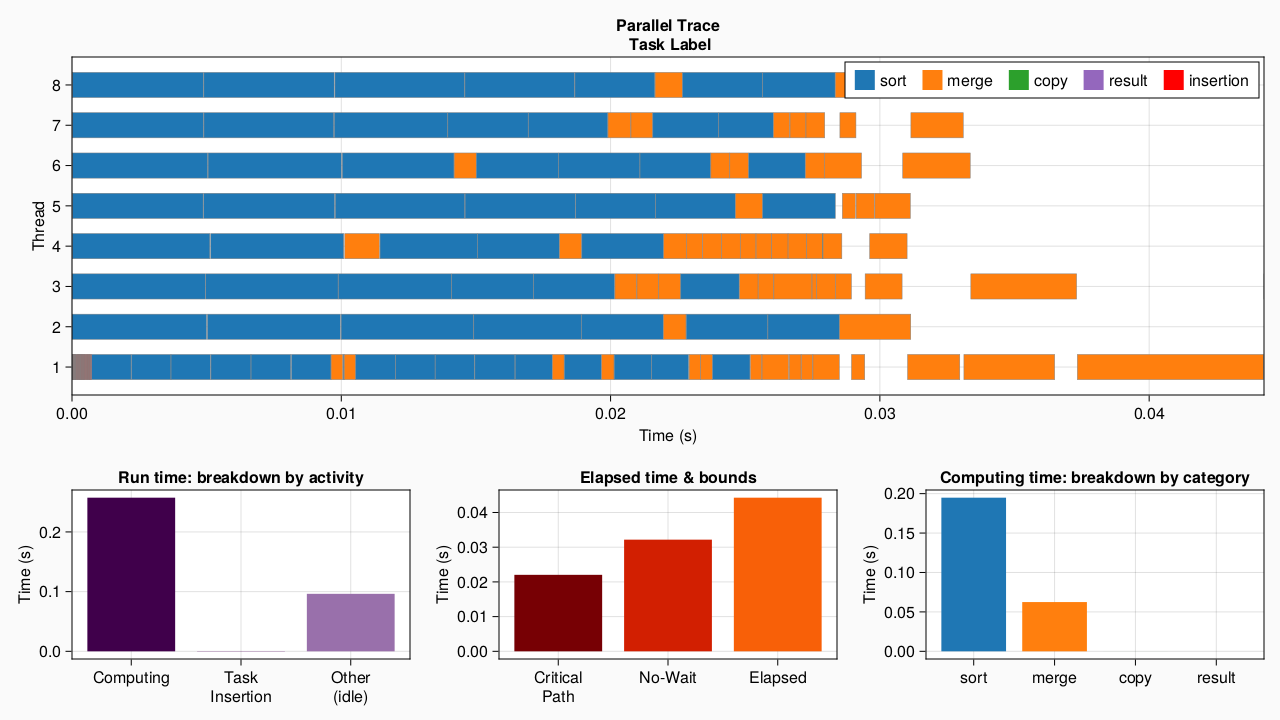 Parallel Trace
Task Label
sort merge copy result insertion
Thread
8
7
6
5
4
3
2
1
0.00 0.01 0.02 0.03 0.04
Time (s)
Run time: breakdown by activity
Time (s)
0.2
0.1
0.0
Computing Task Insertion Other (idle)
Elapsed time & bounds
Time (s)
0.04
0.03
0.02
0.01
0.00
Critical Path No-Wait Elapsed
Computing time: breakdown by category
Time (s)
0.20
0.15
0.10
0.05
0.00
sort merge copy result